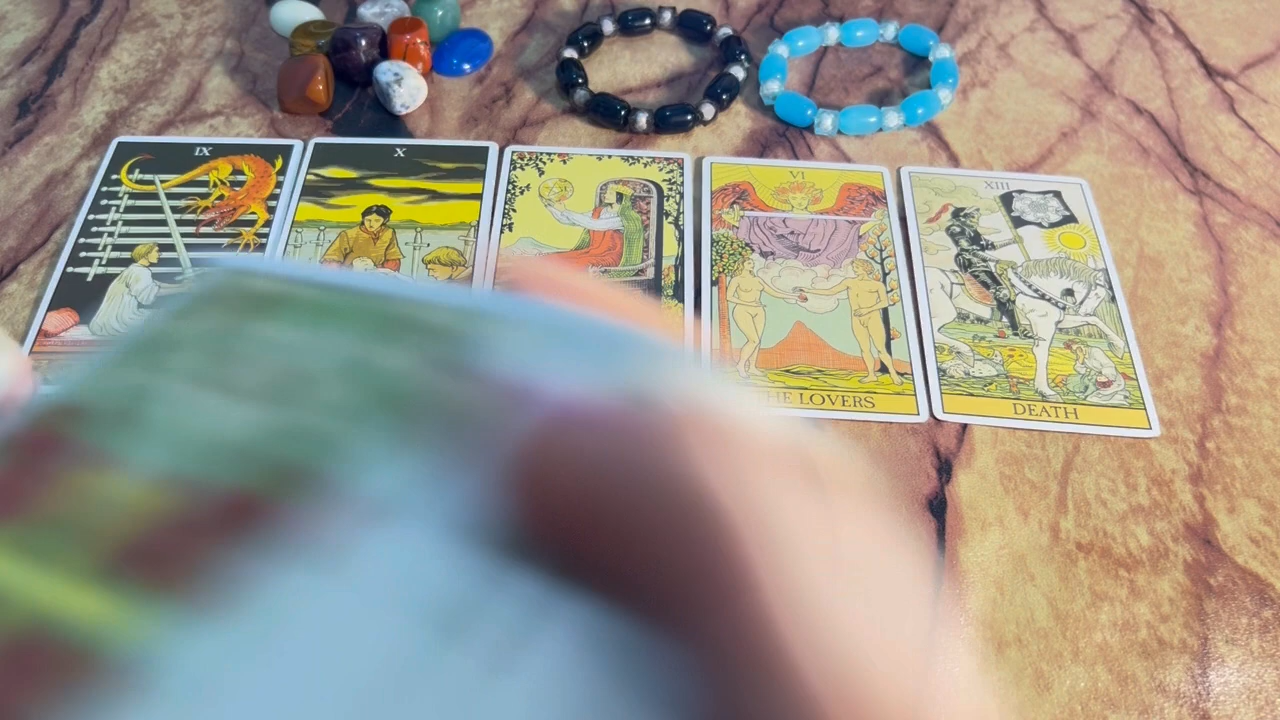 IX
X
VI
THE LOVERS
XIII
DEATH